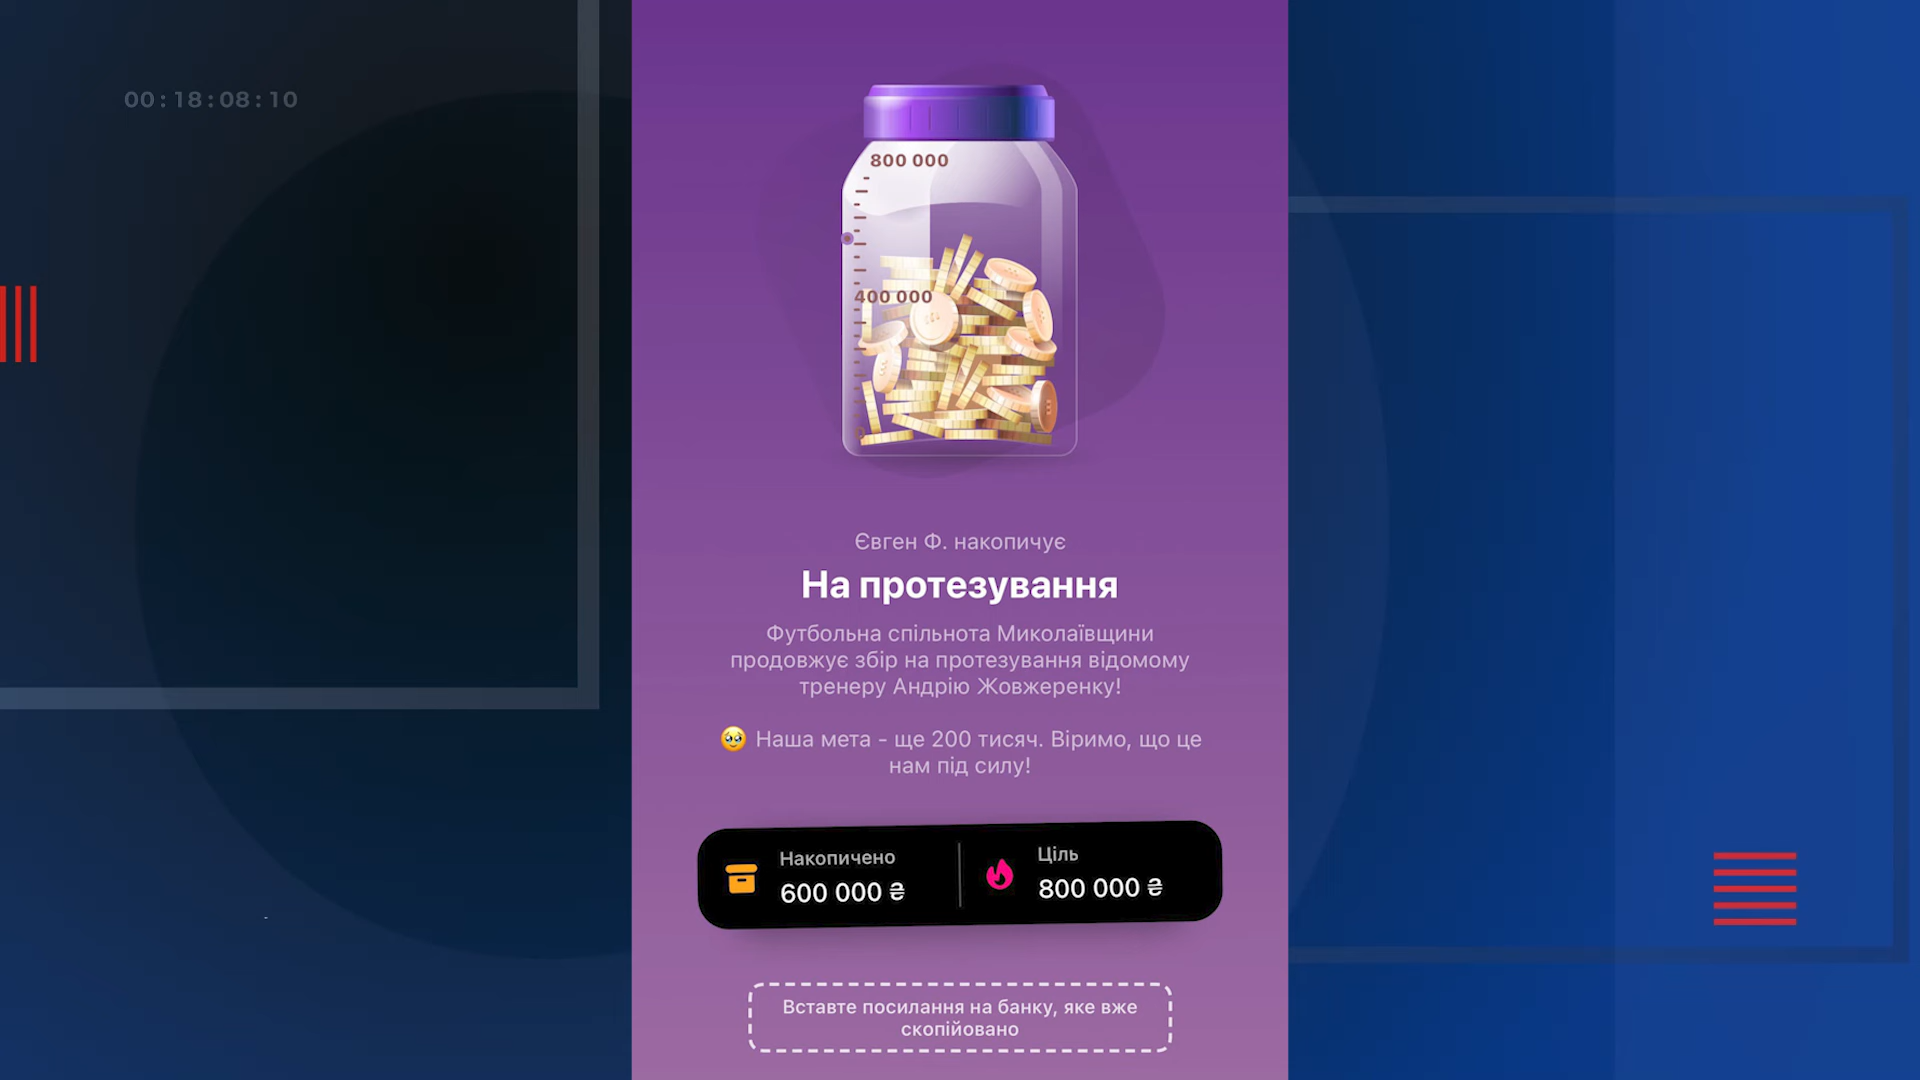 00:18:08:10
800 000
400 000
Євген Ф. накопичує
На протезування
Футбольна спільнота Миколаївщини
продовжує збір на протезування відомому
тренеру Андрію Жовжеренку!
🥹 Наша мета - ще 200 тисяч. Віримо, що це
нам під силу!
Накопичено
600 000 ₴
Ціль
800 000 ₴
Вставте посилання на банку, яке вже
скопійовано